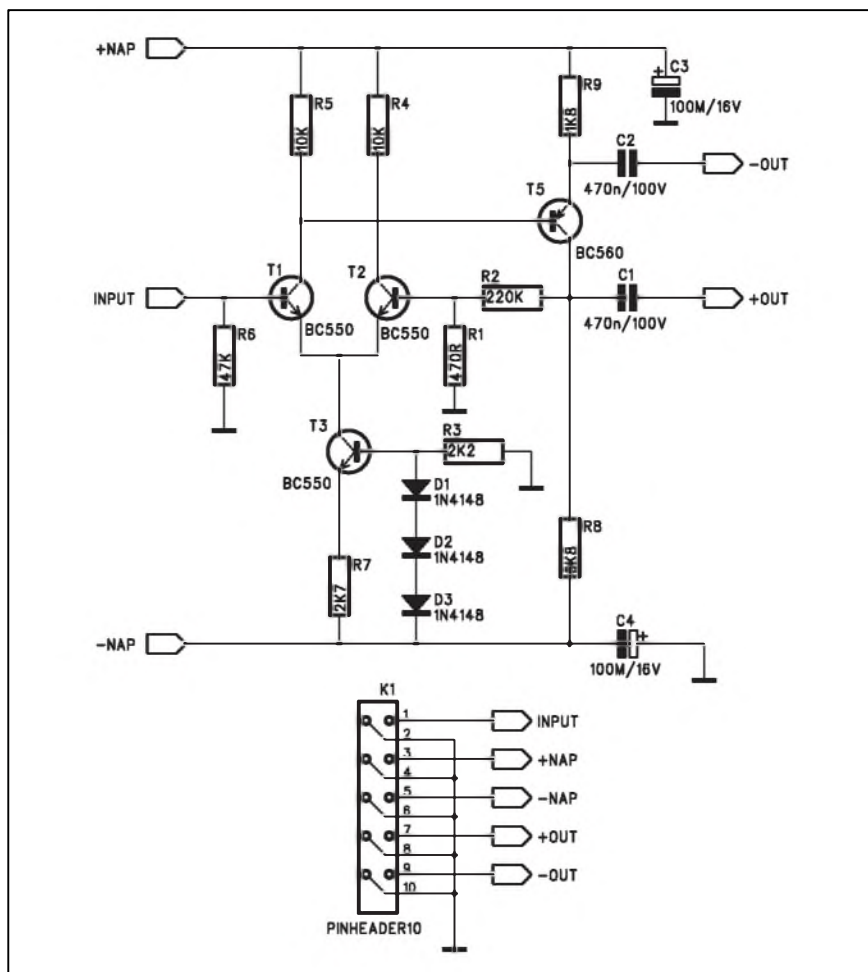 +NAP
C3
+
100M/16V
R5
10K
R4
10K
R9
1K8
C2
470n/100V
-OUT
T5
BC560
INPUT
T1
BC550
T2
BC550
R2
220K
C1
470n/100V
+OUT
R6
47K
R1
470R
T3
BC550
R3
2K2
D1
1N4148
D2
1N4148
D3
1N4148
R7
2K7
R8
-NAP
C4
+
100M/16V
K1
1
INPUT
2
3
+NAP
4
5
-NAP
6
7
+OUT
8
9
-OUT
10
PINHEADER10